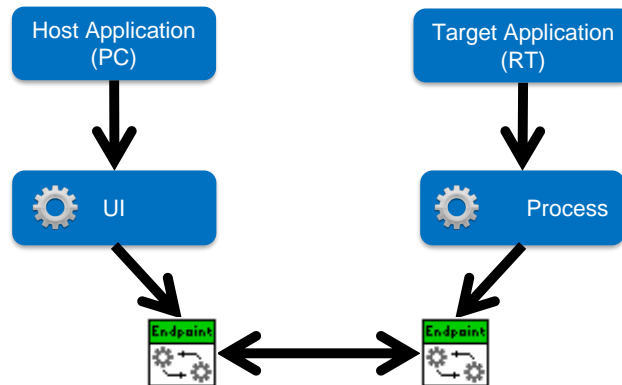 Host Application
(PC)
Target Application
(RT)
UI
Process
Endpoint
Endpoint